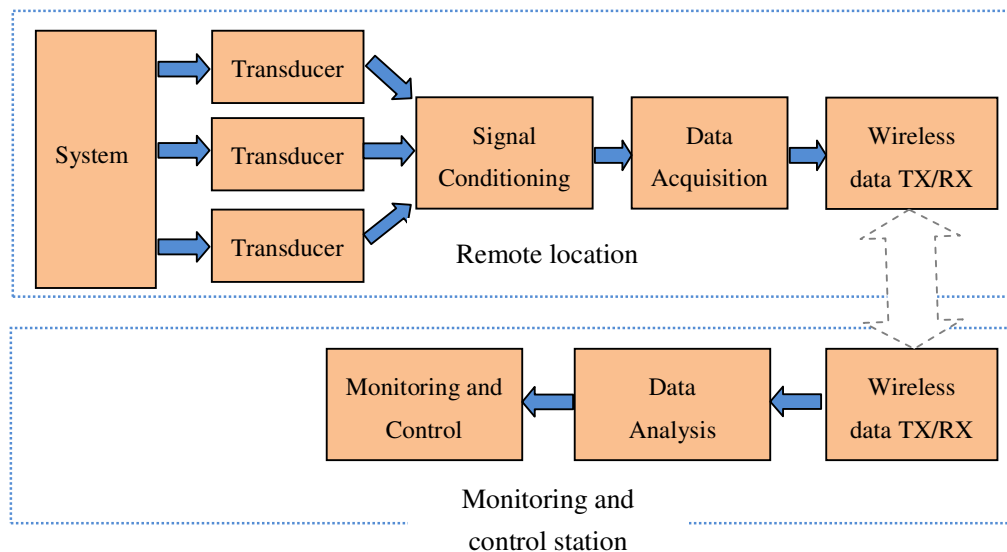 System
Transducer
Transducer
Transducer
Signal
Conditioning
Data
Acquisition
Wireless
data TX/RX
Remote location
Monitoring and
Control
Data
Analysis
Wireless
data TX/RX
Monitoring and
control station